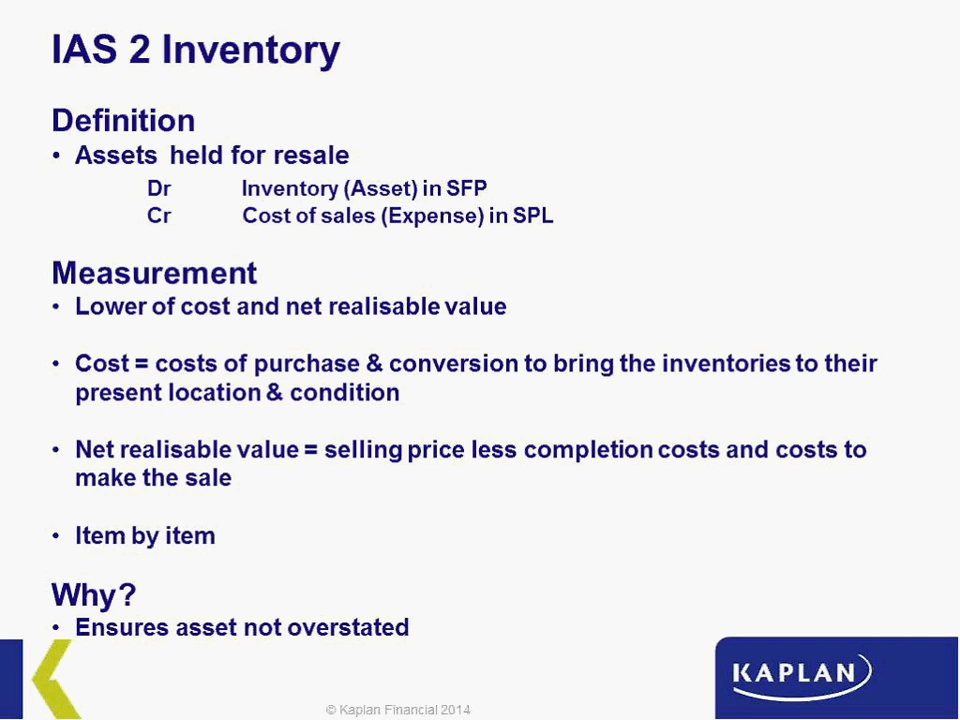 IAS 2 Inventory
Definition
• Assets held for resale
Dr Inventory (Asset) in SFP
Cr Cost of sales (Expense) in SPL
Measurement
• Lower of cost and net realisable value
• Cost = costs of purchase & conversion to bring the inventories to their
present location & condition
• Net realisable value = selling price less completion costs and costs to
make the sale
• Item by item
Why?
• Ensures asset not overstated
KAPLAN
© Kaplan Financial 2014